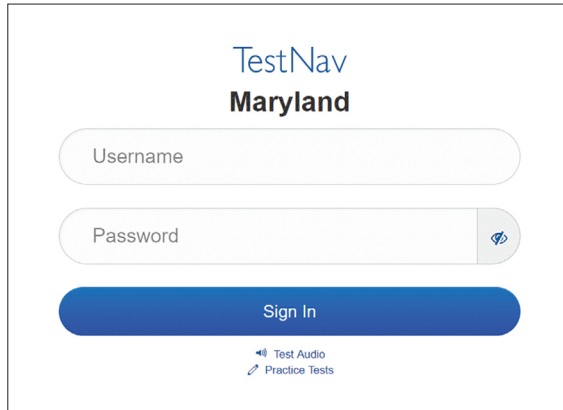 TestNav
Maryland
Username
Password
Sign In
Test Audio
Practice Tests